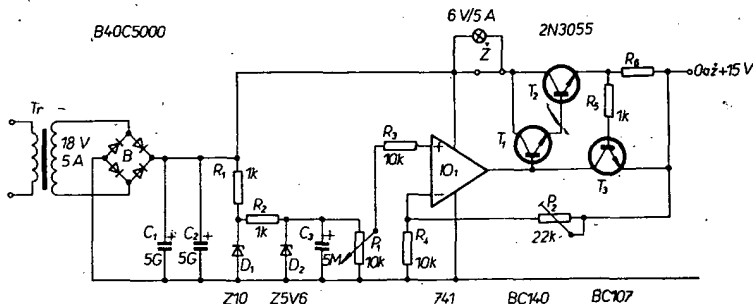 B40C5000
6 V/5 A
Ž
2N3055
R6
0 až +15 V
Tr
18 V
5 A
B
T2
R5
1k
T1
T3
R3
10k
+
IO1
−
R1
1k
R2
1k
C1
+
5G
C2
+
5G
D1
D2
C3
+
5M
P1
10k
R4
10k
P2
22k
Z10
Z5V6
741
BC140
BC107